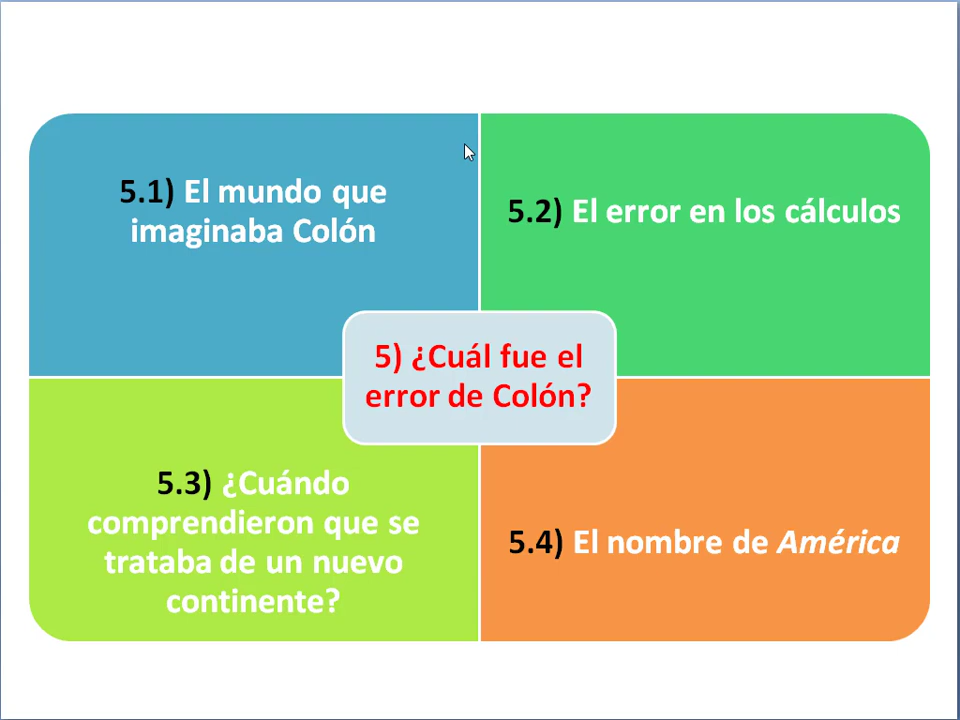 5.1) El mundo que
imaginaba Colón
5.2) El error en los cálculos
5) ¿Cuál fue el
error de Colón?
5.3) ¿Cuándo
comprendieron que se
trataba de un nuevo
continente?
5.4) El nombre de América